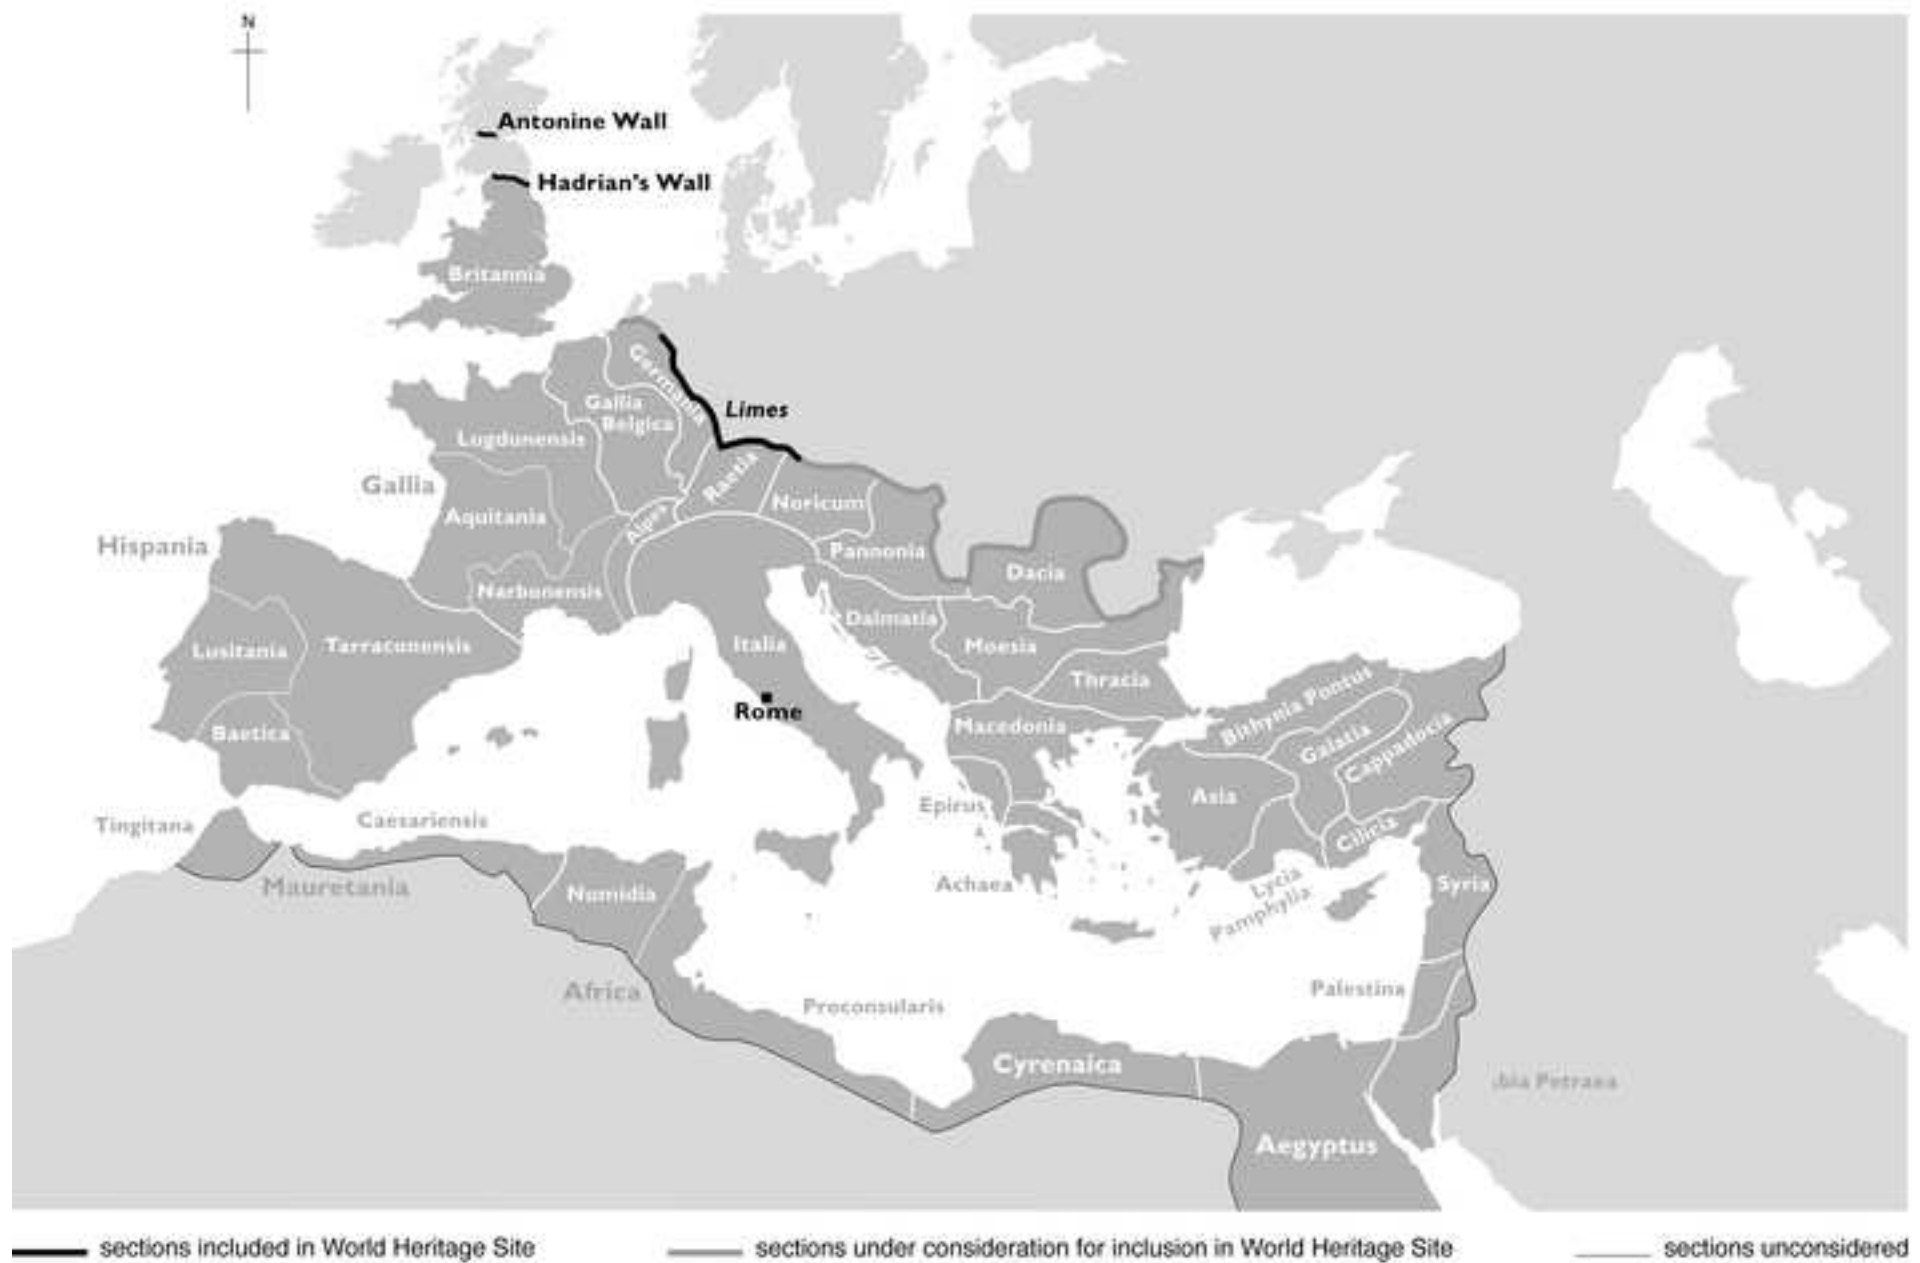 N
Antonine Wall
Hadrian's Wall
Britannia
Germania
Limes
Gallia
Belgica
Lugdunensis
Raetia
Gallia
Noricum
Aquitania
Alpes
Hispania
Pannonia
Dacia
Narbonensis
Dalmatia
Italia
Moesia
Lusitania
Tarraconensis
Thracia
Rome
Bithynia Pontus
Macedonia
Baetica
Galatia
Cappadocia
Asia
Epirus
Tingitana
Caesariensis
Cilicia
Mauretania
Numidia
Achaea
Lycia
Pamphylia
Syria
Africa
Proconsularis
Palestina
Cyrenaica
bia Petraea
Aegyptus
sections included in World Heritage Site
sections under consideration for inclusion in World Heritage Site
sections unconsidered